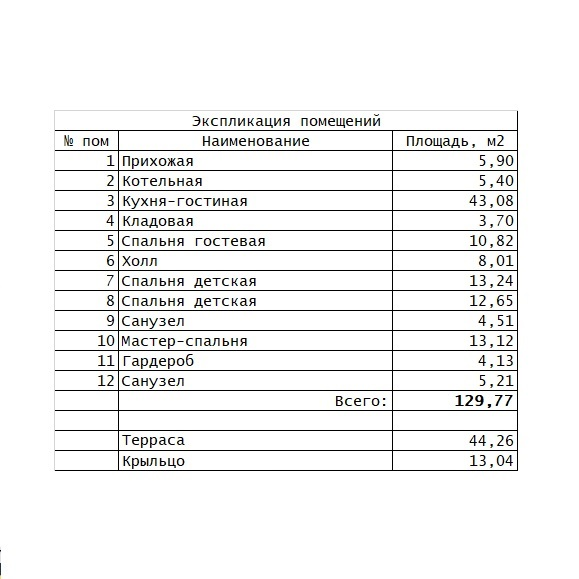 Экспликация помещений
№ пом Наименование Площадь, м2
1 Прихожая 5,90
2 Котельная 5,40
3 Кухня-гостиная 43,08
4 Кладовая 3,70
5 Спальня гостевая 10,82
6 Холл 8,01
7 Спальня детская 13,24
8 Спальня детская 12,65
9 Санузел 4,51
10 Мастер-спальня 13,12
11 Гардероб 4,13
12 Санузел 5,21
Всего: 129,77
Терраса 44,26
Крыльцо 13,04